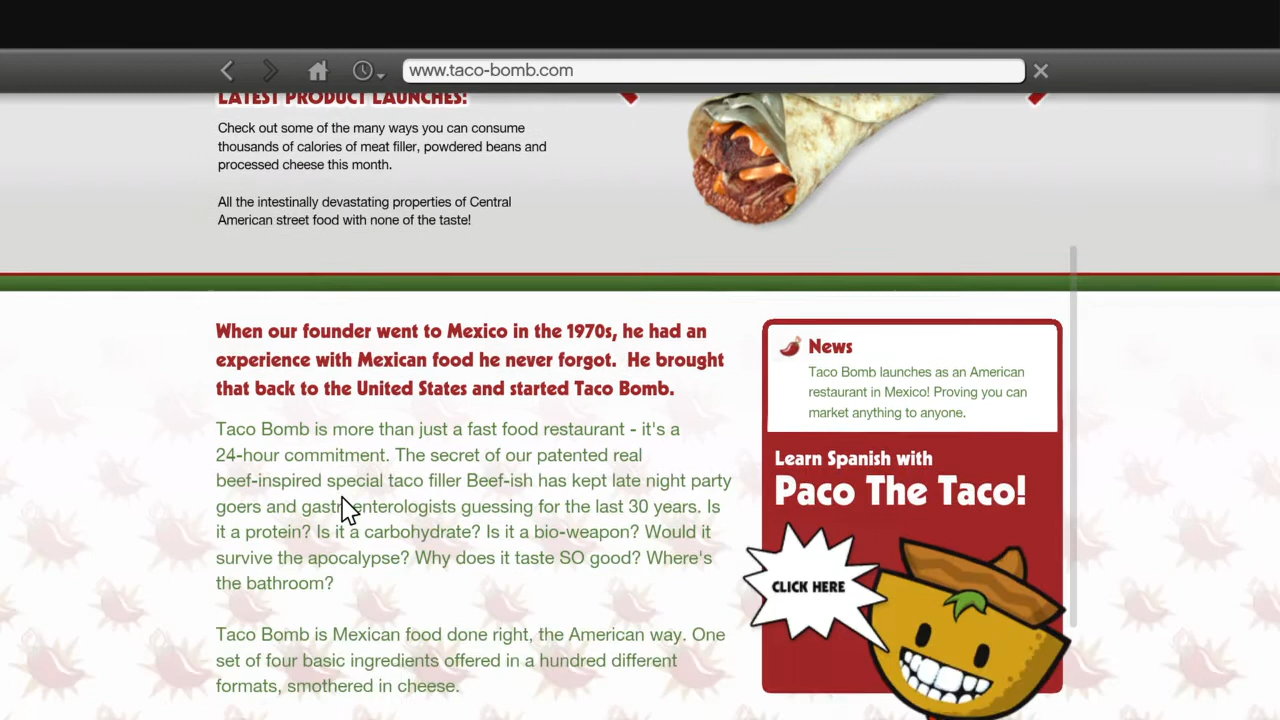 www.taco-bomb.com
LATEST PRODUCT LAUNCHES:
Check out some of the many ways you can consume
thousands of calories of meat filler, powdered beans and
processed cheese this month.
All the intestinally devastating properties of Central
American street food with none of the taste!
When our founder went to Mexico in the 1970s, he had an
experience with Mexican food he never forgot. He brought
that back to the United States and started Taco Bomb.
Taco Bomb is more than just a fast food restaurant - it's a
24-hour commitment. The secret of our patented real
beef-inspired special taco filler Beef-ish has kept late night party
goers and gastroenterologists guessing for the last 30 years. Is
it a protein? Is it a carbohydrate? Is it a bio-weapon? Would it
survive the apocalypse? Why does it taste SO good? Where's
the bathroom?
Taco Bomb is Mexican food done right, the American way. One
set of four basic ingredients offered in a hundred different
formats, smothered in cheese.
News
Taco Bomb launches as an American
restaurant in Mexico! Proving you can
market anything to anyone.
Learn Spanish with
Paco The Taco!
CLICK HERE